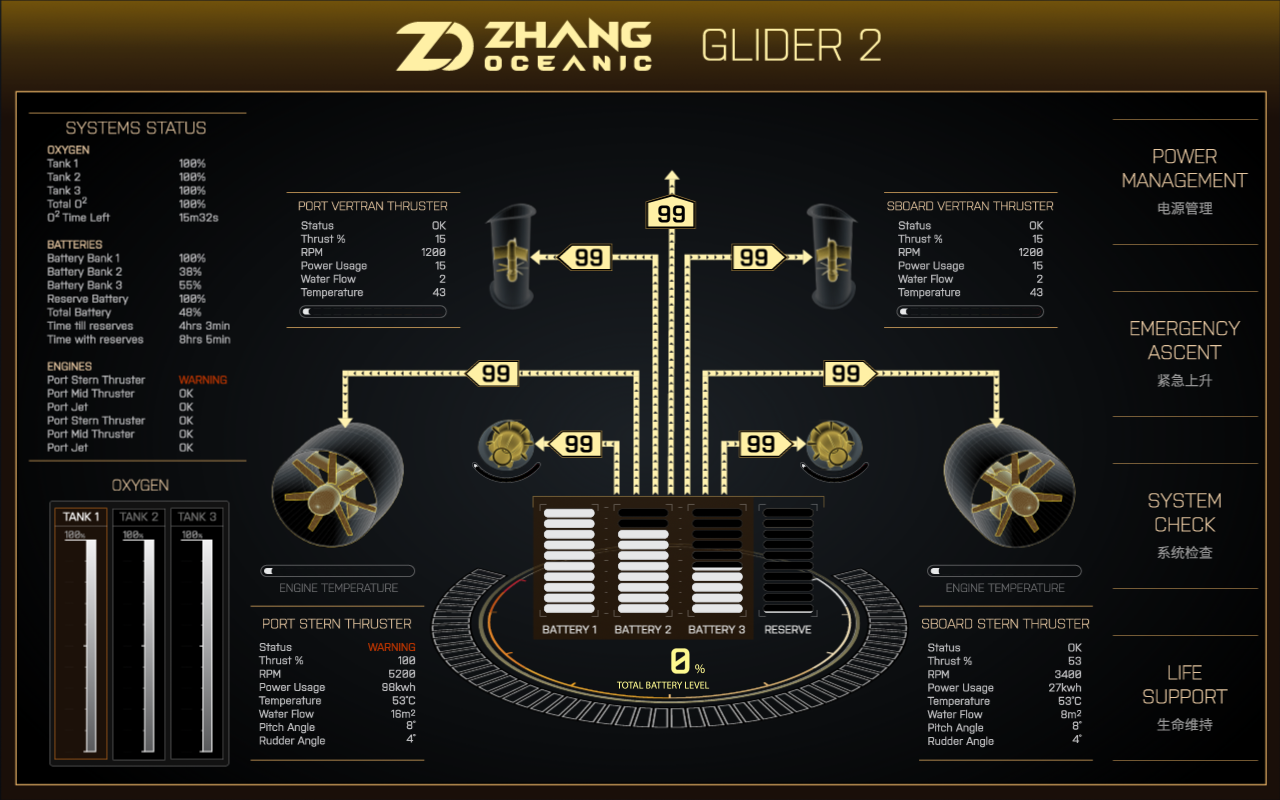 ZHANG
OCEANIC
GLIDER 2
SYSTEMS STATUS
OXYGEN
Tank 1 100%
Tank 2 100%
Tank 3 100%
Total O² 100%
O² Time Left 15m32s
BATTERIES
Battery Bank 1 100%
Battery Bank 2 38%
Battery Bank 3 55%
Reserve Battery 100%
Total Battery 48%
Time till reserves 4hrs 3min
Time with reserves 8hrs 5min
ENGINES
Port Stern Thruster WARNING
Port Mid Thruster OK
Port Jet OK
Port Stern Thruster OK
Port Mid Thruster OK
Port Jet OK
OXYGEN
TANK 1 TANK 2 TANK 3
100% 100% 100%
PORT VERTRAN THRUSTER
Status OK
Thrust % 15
RPM 1200
Power Usage 15
Water Flow 2
Temperature 43
99
99 99
SBOARD VERTRAN THRUSTER
Status OK
Thrust % 15
RPM 1200
Power Usage 15
Water Flow 2
Temperature 43
99 99
99 99
ENGINE TEMPERATURE
PORT STERN THRUSTER
Status WARNING
Thrust % 100
RPM 5200
Power Usage 98kwh
Temperature 53°C
Water Flow 16m²
Pitch Angle 8°
Rudder Angle 4°
BATTERY 1 BATTERY 2 BATTERY 3 RESERVE
0 %
TOTAL BATTERY LEVEL
ENGINE TEMPERATURE
SBOARD STERN THRUSTER
Status OK
Thrust % 53
RPM 3400
Power Usage 27kwh
Temperature 53°C
Water Flow 8m²
Pitch Angle 8°
Rudder Angle 4°
POWER
MANAGEMENT
电源管理
EMERGENCY
ASCENT
紧急上升
SYSTEM
CHECK
系统检查
LIFE
SUPPORT
生命维持